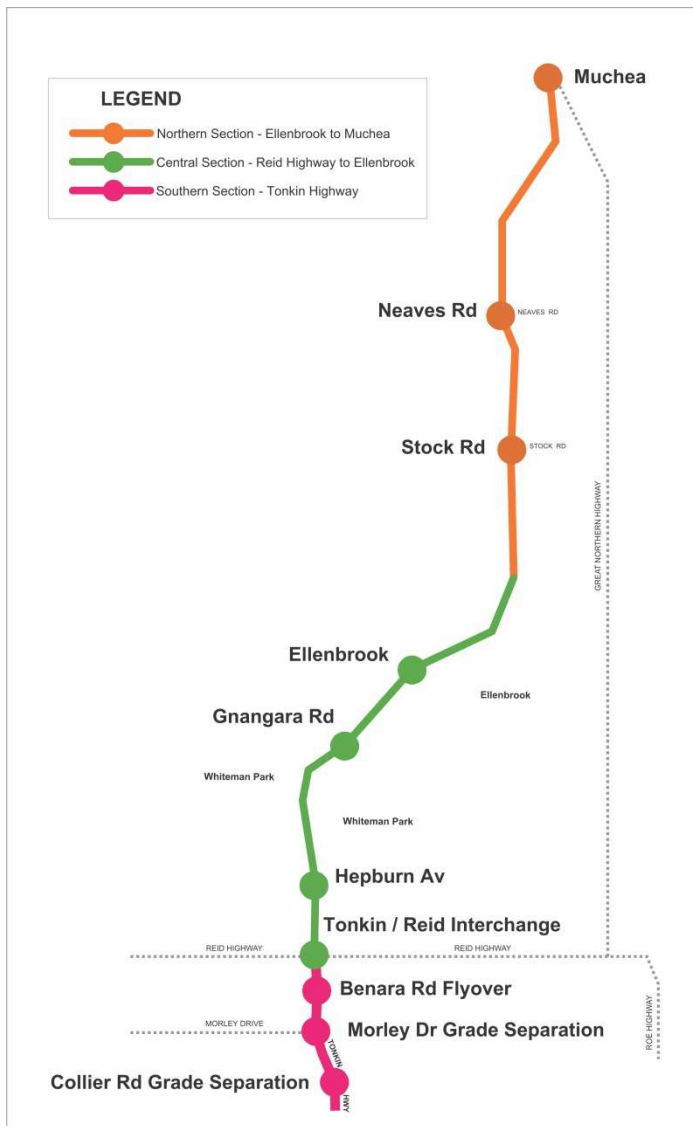 Muchea
LEGEND
Northern Section - Ellenbrook to Muchea
Central Section - Reid Highway to Ellenbrook
Southern Section - Tonkin Highway
Neaves Rd
NEAVES RD
Stock Rd
STOCK RD
GREAT NORTHERN HIGHWAY
Ellenbrook
Ellenbrook
Gnangara Rd
Whiteman Park
Whiteman Park
Hepburn Av
Tonkin / Reid Interchange
REID HIGHWAY
REID HIGHWAY
Benara Rd Flyover
MORLEY DRIVE
Morley Dr Grade Separation
ROE HIGHWAY
TONKIN
Collier Rd Grade Separation
HWY